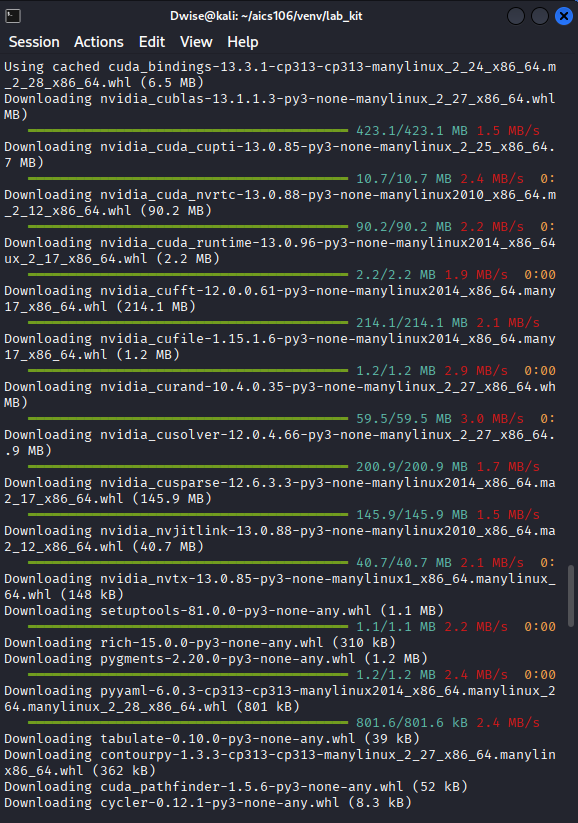 Dwise@kali: ~/aics106/venv/lab_kit
Session Actions Edit View Help
Using cached cuda_bindings-13.3.1-cp313-cp313-manylinux_2_24_x86_64.m
_2_28_x86_64.whl (6.5 MB)
Downloading nvidia_cublas-13.1.1.3-py3-none-manylinux_2_27_x86_64.whl
MB)
423.1/423.1 MB 1.5 MB/s
Downloading nvidia_cuda_cupti-13.0.85-py3-none-manylinux_2_25_x86_64.
7 MB)
10.7/10.7 MB 2.4 MB/s 0:
Downloading nvidia_cuda_nvrtc-13.0.88-py3-none-manylinux2010_x86_64.m
_2_12_x86_64.whl (90.2 MB)
90.2/90.2 MB 2.2 MB/s 0:
Downloading nvidia_cuda_runtime-13.0.96-py3-none-manylinux2014_x86_64
ux_2_17_x86_64.whl (2.2 MB)
2.2/2.2 MB 1.9 MB/s 0:00
Downloading nvidia_cufft-12.0.0.61-py3-none-manylinux2014_x86_64.many
17_x86_64.whl (214.1 MB)
214.1/214.1 MB 2.1 MB/s
Downloading nvidia_cufile-1.15.1.6-py3-none-manylinux2014_x86_64.many
17_x86_64.whl (1.2 MB)
1.2/1.2 MB 2.9 MB/s 0:00
Downloading nvidia_curand-10.4.0.35-py3-none-manylinux_2_27_x86_64.wh
MB)
59.5/59.5 MB 3.0 MB/s 0:
Downloading nvidia_cusolver-12.0.4.66-py3-none-manylinux_2_27_x86_64.
.9 MB)
200.9/200.9 MB 1.7 MB/s
Downloading nvidia_cusparse-12.6.3.3-py3-none-manylinux2014_x86_64.ma
2_17_x86_64.whl (145.9 MB)
145.9/145.9 MB 1.5 MB/s
Downloading nvidia_nvjitlink-13.0.88-py3-none-manylinux2010_x86_64.ma
2_12_x86_64.whl (40.7 MB)
40.7/40.7 MB 2.1 MB/s 0:
Downloading nvidia_nvtx-13.0.85-py3-none-manylinux1_x86_64.manylinux_
64.whl (148 kB)
Downloading setuptools-81.0.0-py3-none-any.whl (1.1 MB)
1.1/1.1 MB 2.2 MB/s 0:00
Downloading rich-15.0.0-py3-none-any.whl (310 kB)
Downloading pygments-2.20.0-py3-none-any.whl (1.2 MB)
1.2/1.2 MB 2.4 MB/s 0:00
Downloading pyyaml-6.0.3-cp313-cp313-manylinux2014_x86_64.manylinux_2
64.manylinux_2_28_x86_64.whl (801 kB)
801.6/801.6 kB 2.4 MB/s
Downloading tabulate-0.10.0-py3-none-any.whl (39 kB)
Downloading contourpy-1.3.3-cp313-cp313-manylinux_2_27_x86_64.manylin
x86_64.whl (362 kB)
Downloading cuda_pathfinder-1.5.6-py3-none-any.whl (52 kB)
Downloading cycler-0.12.1-py3-none-any.whl (8.3 kB)